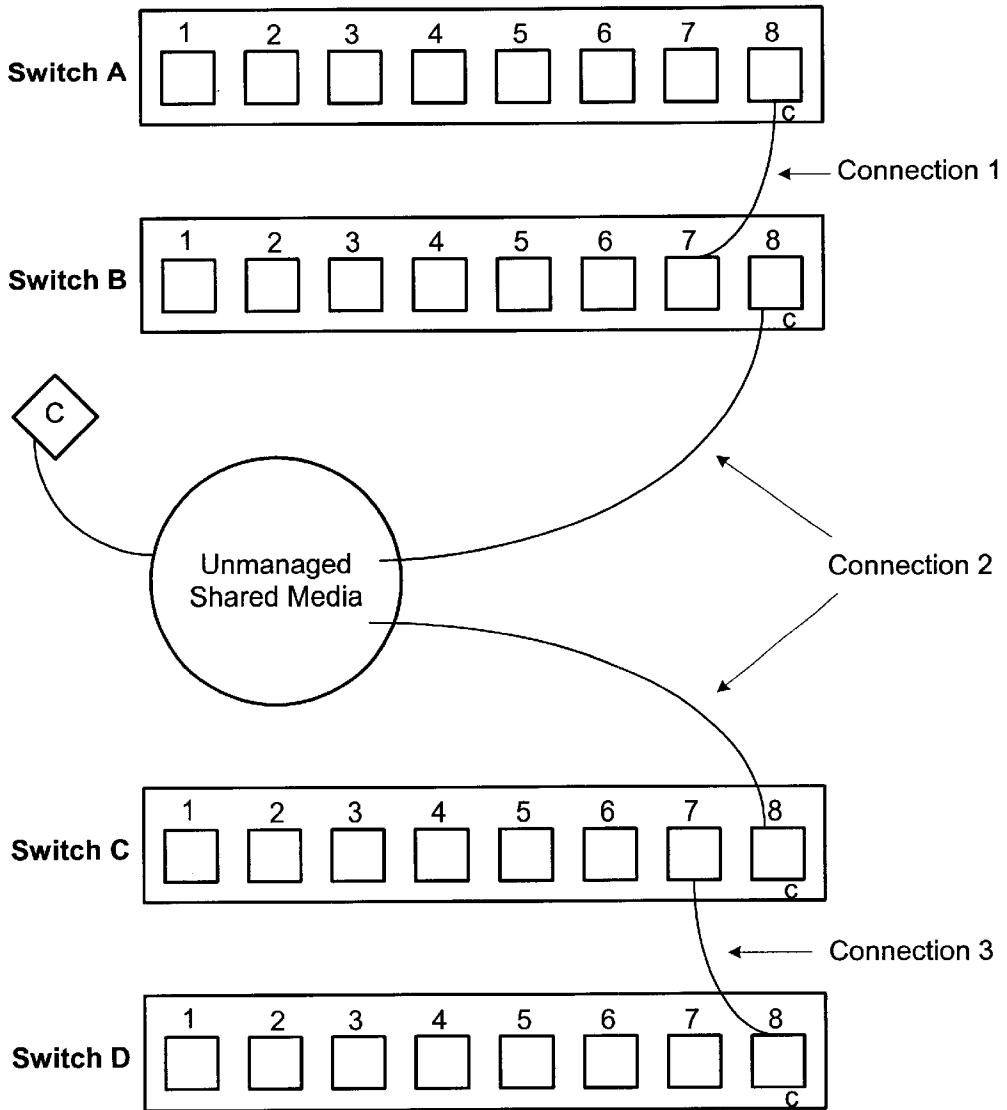 1 2 3 4 5 6 7 8
Switch A
C
Connection 1
1 2 3 4 5 6 7 8
Switch B
C
C
Unmanaged
Shared Media
Connection 2
1 2 3 4 5 6 7 8
Switch C
C
Connection 3
1 2 3 4 5 6 7 8
Switch D
C